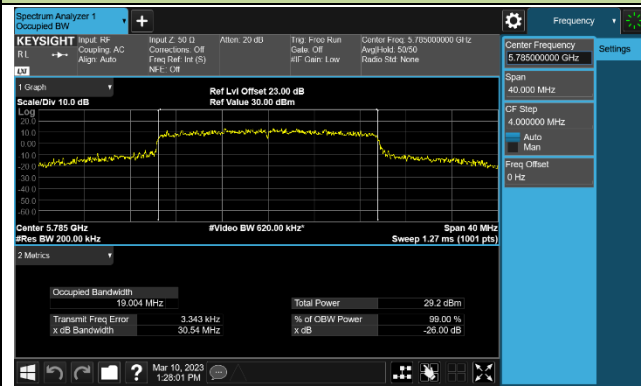 Spectrum Analyzer 1
Occupied BW
Frequency
KEYSIGHT
Input: RF
Input Z: 50 Ω
Atten: 20 dB
Trig: Free Run
Center Freq: 5.785000000 GHz
RL
Coupling: AC
Corrections: Off
Gate: Off
Avg|Hold: 50/50
Align: Auto
Freq Ref: Int (S)
#IF Gain: Low
Radio Std: None
LXI
NFE: Off
Center Frequency
5.785000000 GHz
Settings
Span
40.000 MHz
CF Step
4.000000 MHz
Auto
Man
Freq Offset
0 Hz
1 Graph
Ref Lvl Offset 23.00 dB
Scale/Div 10.0 dB
Ref Value 30.00 dBm
Log
20.0
10.0
0.00
-10.0
-20.0
-30.0
-40.0
-50.0
-60.0
Center 5.785 GHz
#Video BW 620.00 kHz*
Span 40 MHz
#Res BW 200.00 kHz
Sweep 1.27 ms (1001 pts)
2 Metrics
Occupied Bandwidth
19.004 MHz
Total Power
29.2 dBm
Transmit Freq Error
3.343 kHz
% of OBW Power
99.00 %
x dB Bandwidth
30.54 MHz
x dB
-26.00 dB
Mar 10, 2023
1:28:01 PM